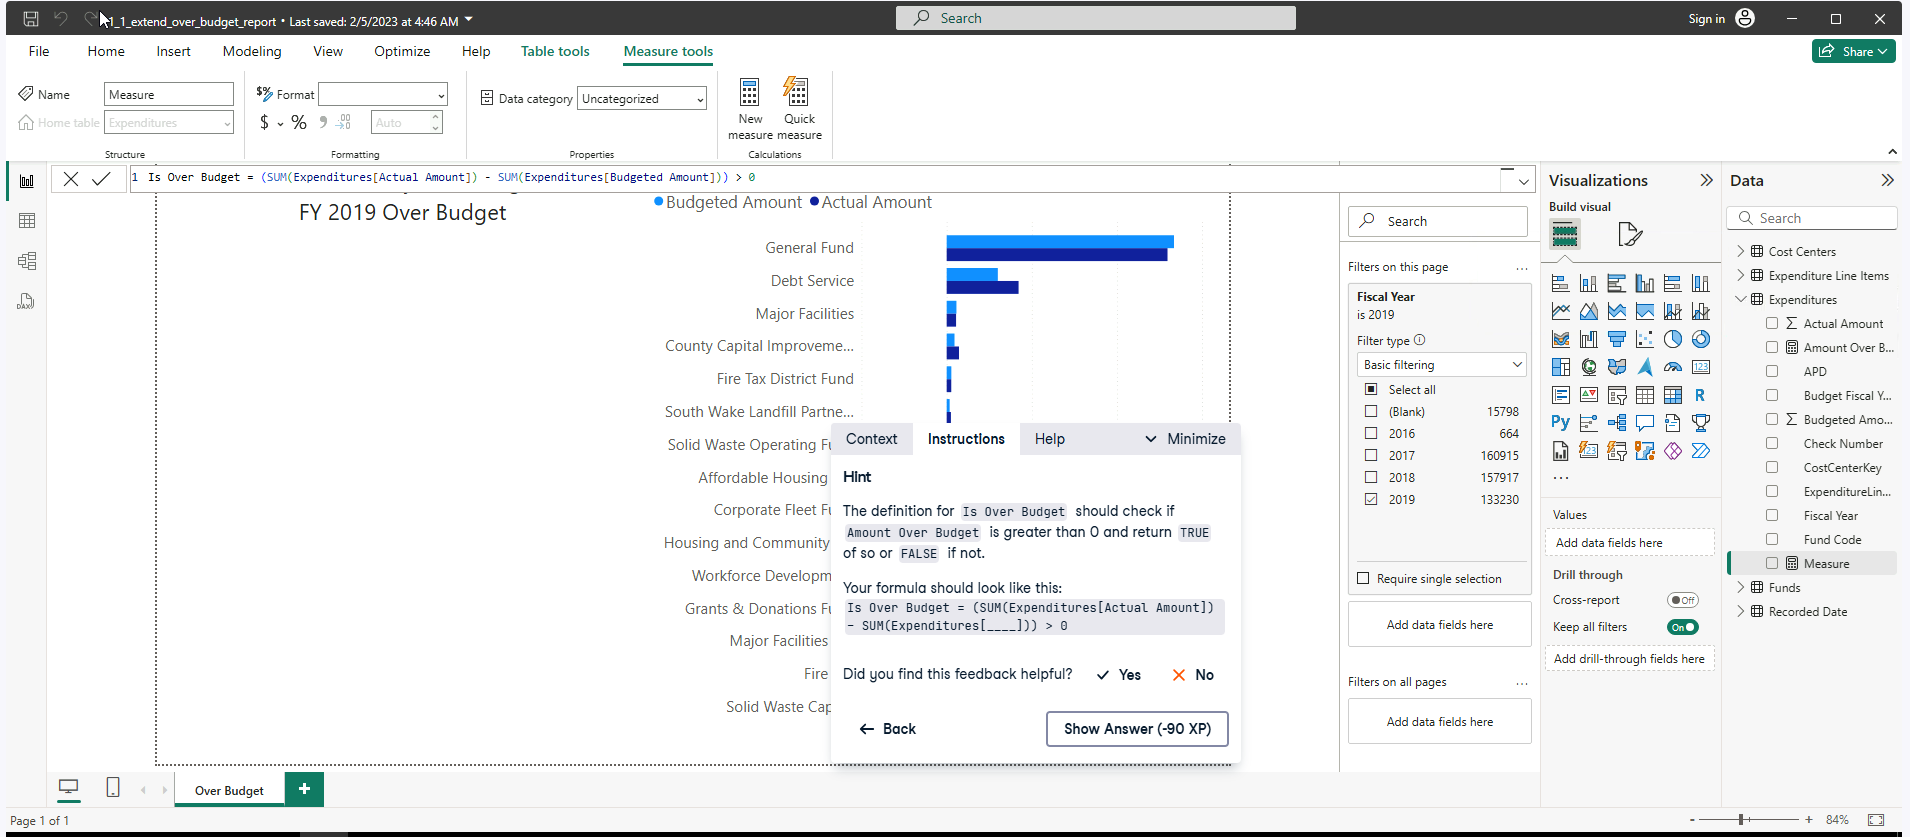 1_1_extend_over_budget_report • Last saved: 2/5/2023 at 4:46 AM
Search
Sign in
File
Home
Insert
Modeling
View
Optimize
Help
Table tools
Measure tools
Share
Name
Measure
Home table
Expenditures
Structure
$% Format
$ % 9 .00
Auto
Formatting
Data category
Uncategorized
Properties
New measure
Quick measure
Calculations
1 Is Over Budget = (SUM(Expenditures[Actual Amount]) - SUM(Expenditures[Budgeted Amount])) > 0
FY 2019 Over Budget
Budgeted Amount
Actual Amount
General Fund
Debt Service
Major Facilities
County Capital Improveme...
Fire Tax District Fund
South Wake Landfill Partne...
Solid Waste Operating Fu
Affordable Housing
Corporate Fleet Fu
Housing and Community
Workforce Developm
Grants & Donations Fu
Major Facilities
Fire
Solid Waste Cap
Context
Instructions
Help
Minimize
Hint
The definition for Is Over Budget should check if
Amount Over Budget is greater than 0 and return TRUE
of so or FALSE if not.
Your formula should look like this:
Is Over Budget = (SUM(Expenditures[Actual Amount])
- SUM(Expenditures[____])) > 0
Did you find this feedback helpful?
Yes
No
Back
Show Answer (-90 XP)
Search
Filters on this page
...
Fiscal Year
is 2019
Filter type
Basic filtering
Select all
(Blank) 15798
2016 664
2017 160915
2018 157917
2019 133230
Require single selection
Add data fields here
Filters on all pages
...
Add data fields here
Visualizations
Build visual
123
R
Py
...
Values
Add data fields here
Drill through
Cross-report
Off
Keep all filters
On
Add drill-through fields here
Data
Search
Cost Centers
Expenditure Line Items
Expenditures
Σ Actual Amount
Amount Over B...
APD
Budget Fiscal Y...
Σ Budgeted Amo...
Check Number
CostCenterKey
ExpenditureLin...
Fiscal Year
Fund Code
Measure
Funds
Recorded Date
DAX
Over Budget
+
Page 1 of 1
- + 84%